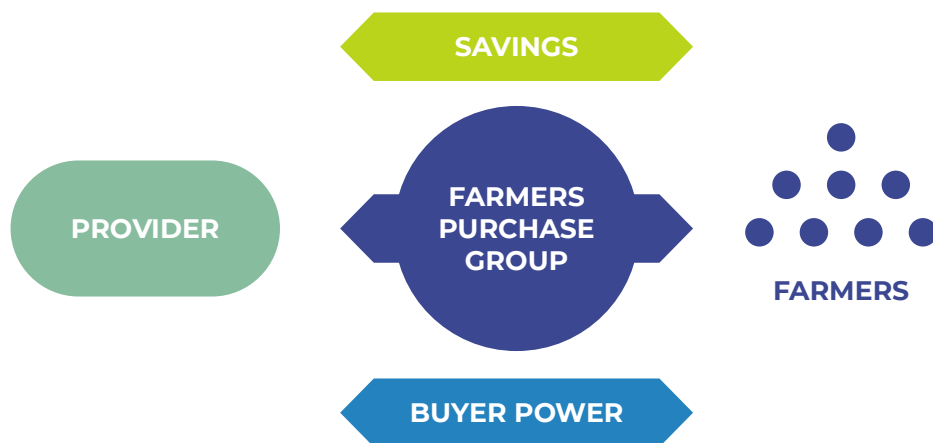 SAVINGS
PROVIDER
FARMERS
PURCHASE
GROUP
FARMERS
BUYER POWER